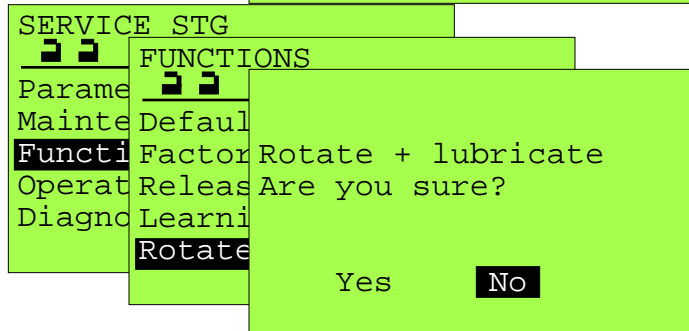 SERVICE STG
Parame
Mainte
Functi
Operat
Diagno
FUNCTIONS
Defaul
Factor
Releas
Learni
Rotate
Rotate + lubricate
Are you sure?
Yes No